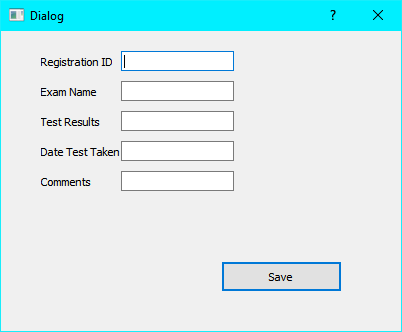 Dialog
?
Registration ID
Exam Name
Test Results
Date Test Taken
Comments
Save